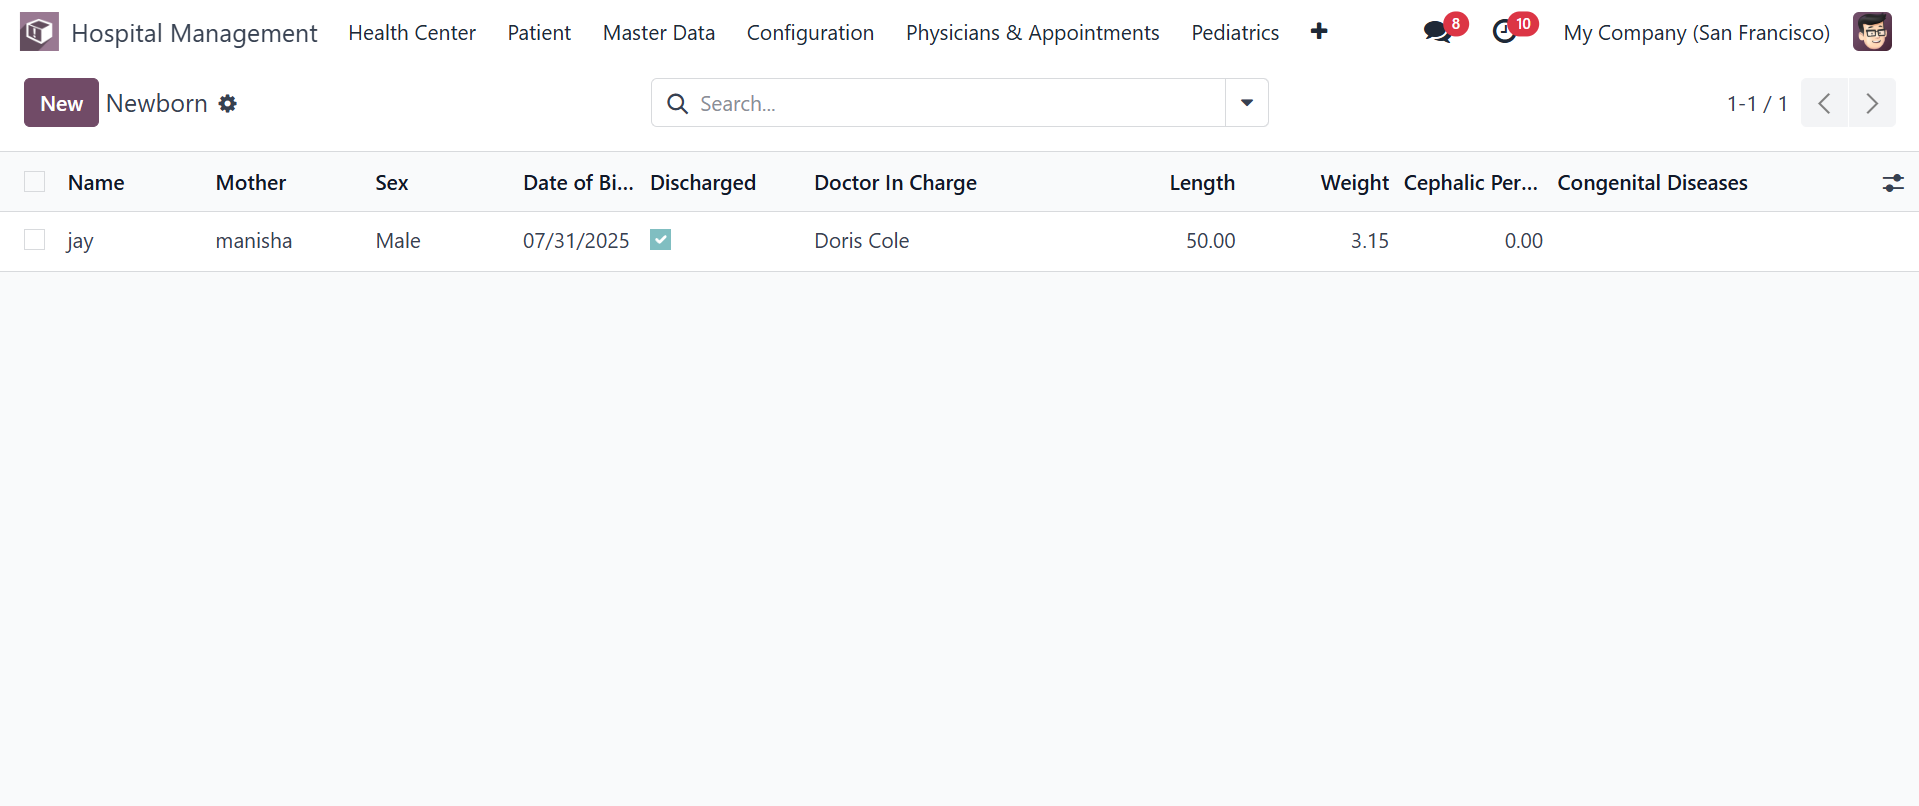 Hospital Management Health Center Patient Master Data Configuration Physicians & Appointments Pediatrics 8 10 My Company (San Francisco)
New Newborn Search... 1-1 / 1
Name Mother Sex Date of Bi... Discharged Doctor In Charge Length Weight Cephalic Per... Congenital Diseases
jay manisha Male 07/31/2025 Doris Cole 50.00 3.15 0.00